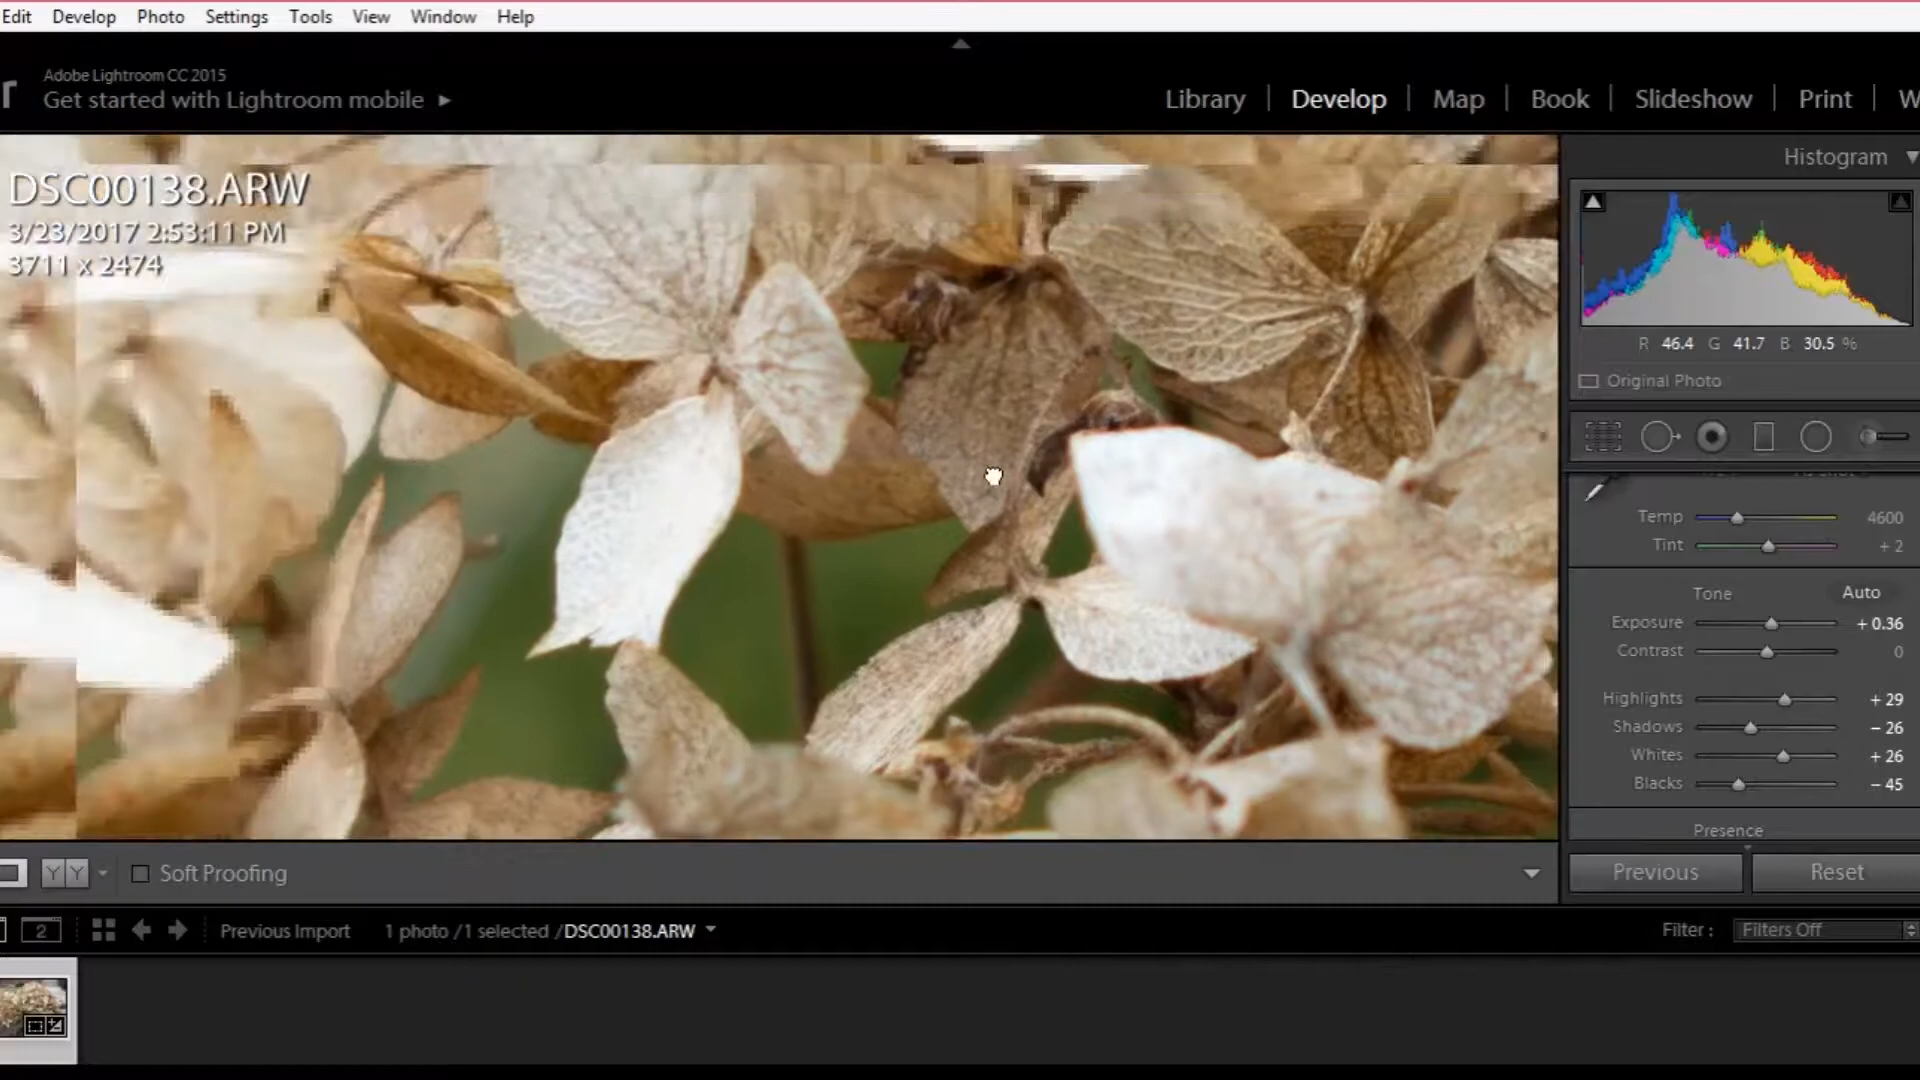 Edit Develop Photo Settings Tools View Window Help
Adobe Lightroom CC 2015
Get started with Lightroom mobile
Library Develop Map Book Slideshow Print W
Histogram
DSC00138.ARW
3/23/2017 2:53:11 PM
3711 x 2474
R 46.4 G 41.7 B 30.5 %
Original Photo
Temp 4600
Tint + 2
Tone Auto
Exposure + 0.36
Contrast 0
Highlights + 29
Shadows – 26
Whites + 26
Blacks – 45
Presence
Previous Reset
Y Y Soft Proofing
2 Previous Import 1 photo /1 selected /DSC00138.ARW Filter : Filters Off